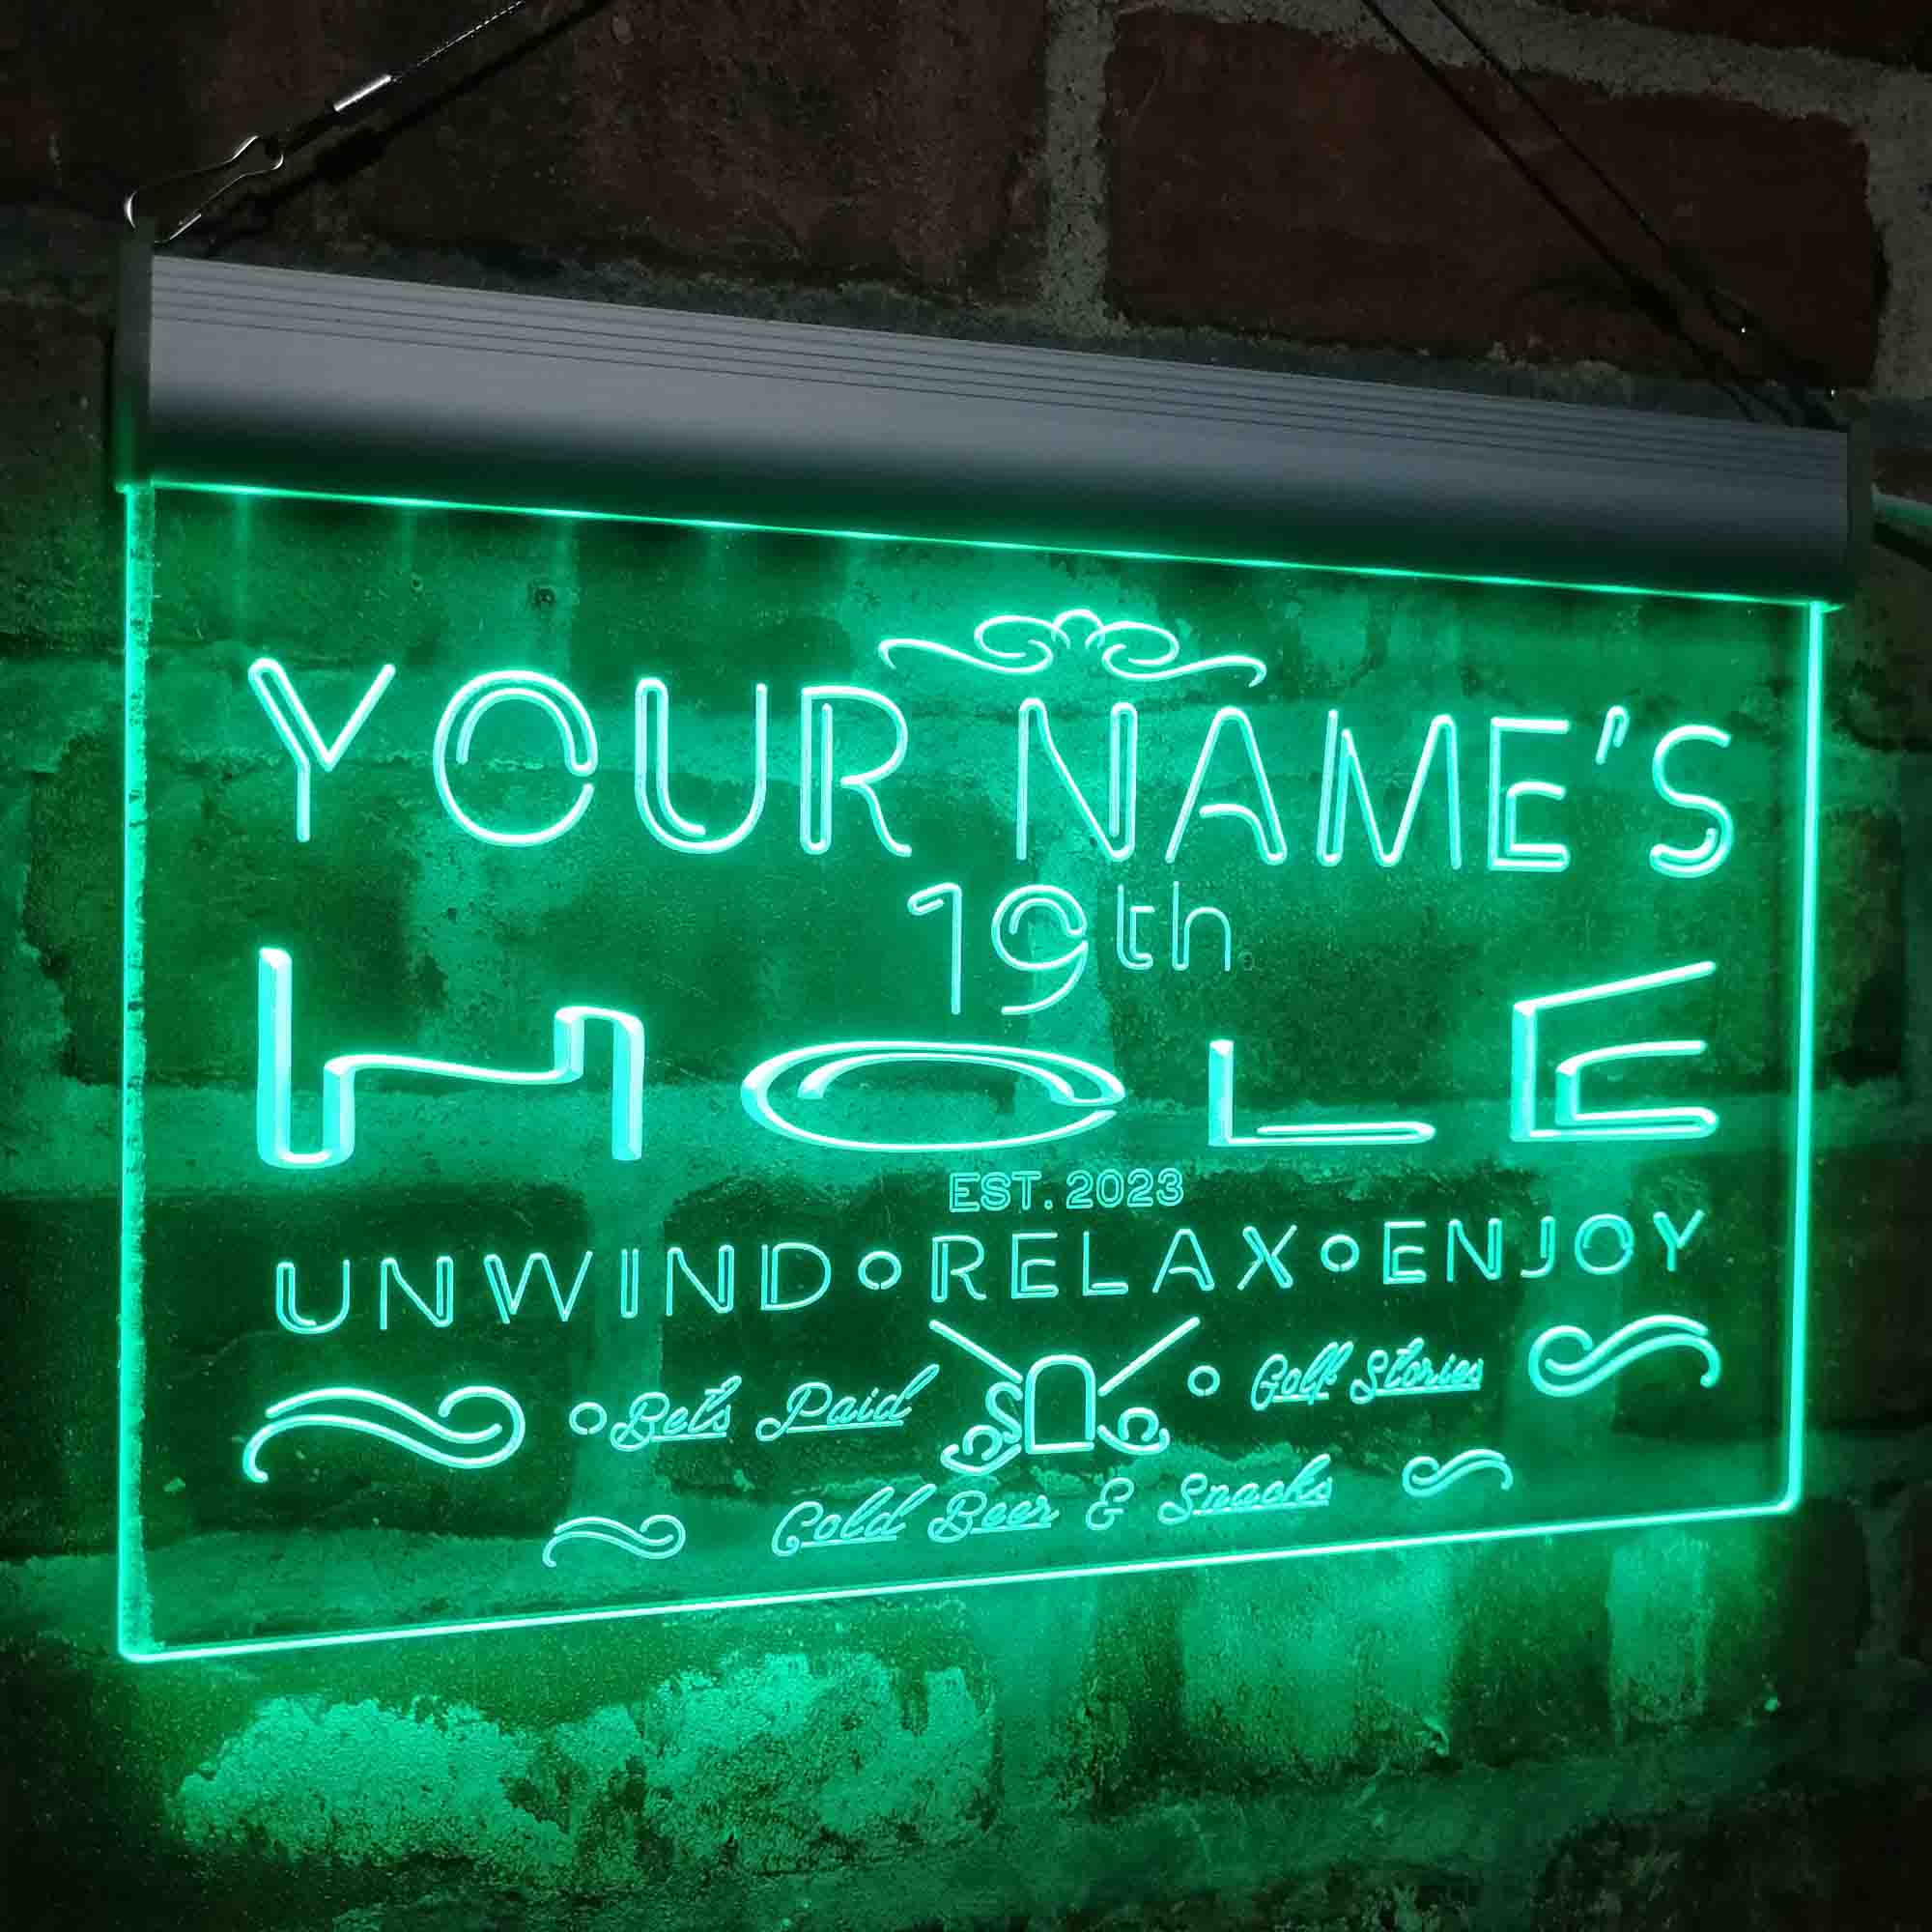 YOUR NAME'S
19th
HOLE
EST. 2023
UNWIND ∘ RELAX ∘ ENJOY
∘ Bets Paid ∘ Golf Stories
Cold Beer & Snacks